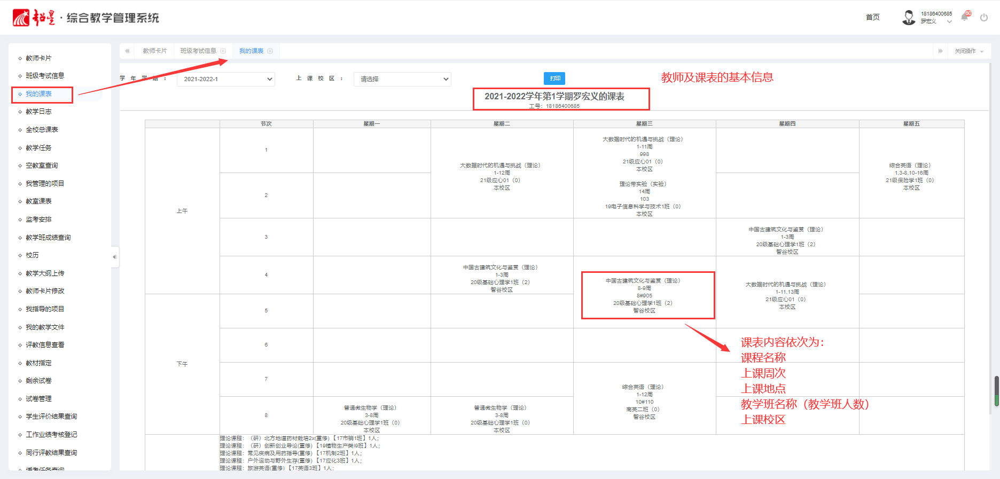 超星 · 综合教学管理系统
首页
18186400685
罗宏义
60
教师卡片
班级考试信息
我的课表
关闭操作
教师卡片
班级考试信息
我的课表
教学日志
全校总课表
教学任务
空教室查询
我管理的项目
教室课表
监考安排
教学班成绩查询
校历
教学大纲上传
教师卡片修改
我指导的项目
我的教学文件
评教信息查看
教材指定
剩余试卷
试卷管理
学生评价结果查询
工作业绩考核登记
同行评教结果查询
缓考任务查询
学年学期：
2021-2022-1
上课校区：
请选择
打印
教师及课表的基本信息
2021-2022学年第1学期罗宏义的课表
工号：18186400685
节次 星期一 星期二 星期三 星期四 星期五
上午
1
2
3
4
大数据时代的机遇与挑战（理论）
1-12周
21级应心01（0）
本校区
大数据时代的机遇与挑战（理论）
1-11周
998
21级应心01（0）
本校区
理论带实验（实验）
14周
103
19电子信息科学与技术1班（0）
本校区
综合英语（理论）
1,3-8,10-16周
21级保险学1班（0）
本校区
中国古建筑文化与鉴赏（理论）
1-3周
20级基础心理学1班（2）
智谷校区
中国古建筑文化与鉴赏（理论）
1-3周
20级基础心理学1班（2）
智谷校区
中国古建筑文化与鉴赏（理论）
8-9周
8#905
20级基础心理学1班（2）
智谷校区
大数据时代的机遇与挑战（理论）
1-11,13周
21级应心01（0）
本校区
下午
5
6
7
8
综合英语（理论）
1-12周
10#110
商英二班（0）
智谷校区
普通微生物学（理论）
3-8周
20级基础心理学1班（0）
本校区
普通微生物学（理论）
3-8周
20级基础心理学1班（0）
本校区
课表内容依次为：
课程名称
上课周次
上课地点
教学班名称（教学班人数）
上课校区
理论课程：（研）北方地道药材栽培2x(重修) 【17市销1班】1人；
理论课程：（研）创新创业导论(重修) 【19植物生产类I9班】1人；
理论课程：常见疾病及用药指导(重修) 【17机制2班】1人；
理论课程：户外运动与野外生存(重修) 【17应化3班】1人；
理论课程：旅游英语(重修) 【17英语3班】1人；